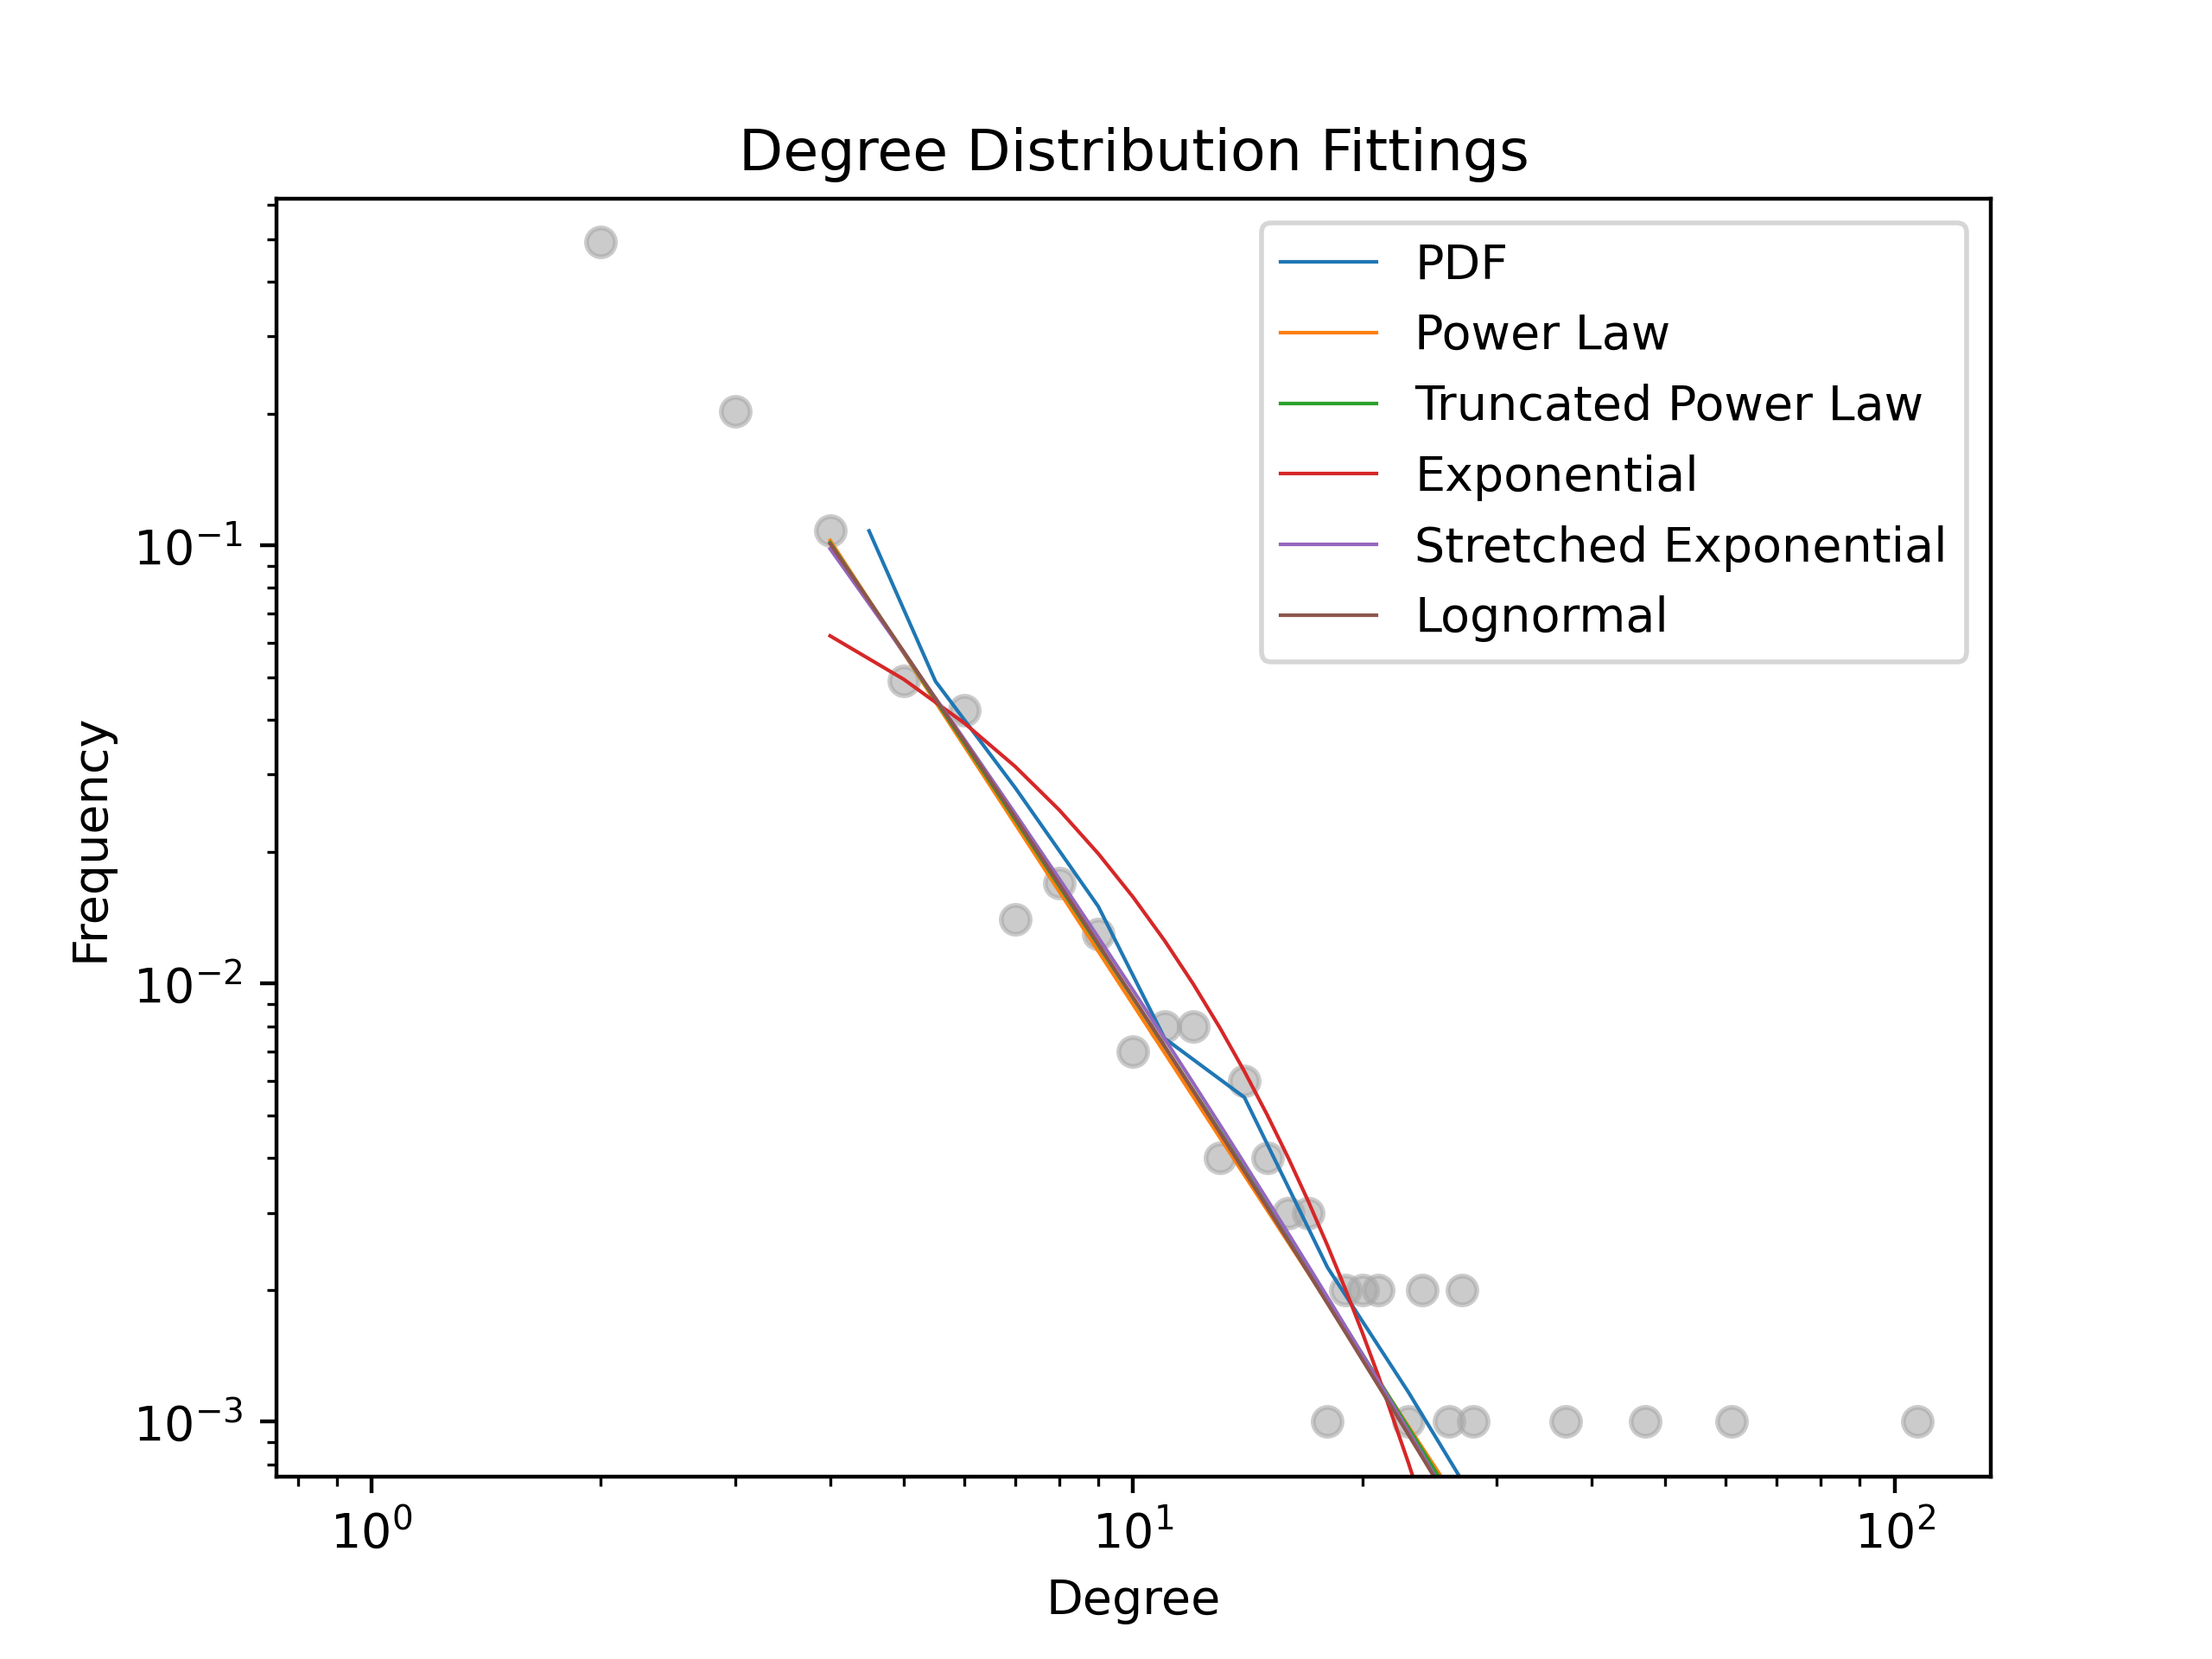 Degree Distribution Fittings
PDF
Power Law
Truncated Power Law
Exponential
Stretched Exponential
Lognormal
Frequency
10⁻¹
10⁻²
10⁻³
10⁰ 10¹ 10²
Degree